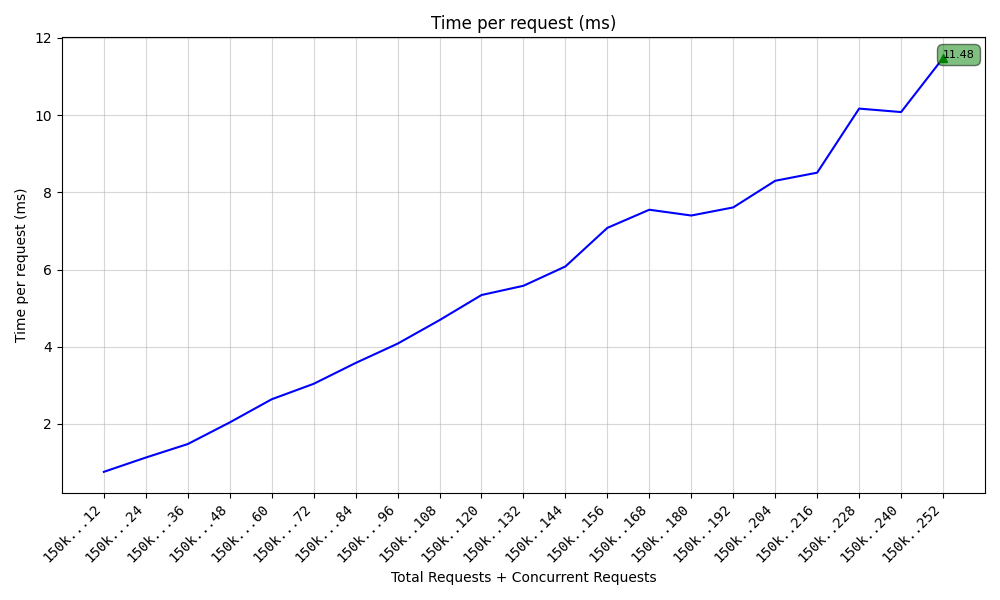 Time per request (ms)
12
11.48
10
8
6
4
2
Time per request (ms)
150k...12
150k...24
150k...36
150k...48
150k...60
150k...72
150k...84
150k...96
150k..108
150k..120
150k..132
150k..144
150k..156
150k..168
150k..180
150k..192
150k..204
150k..216
150k..228
150k..240
150k..252
Total Requests + Concurrent Requests